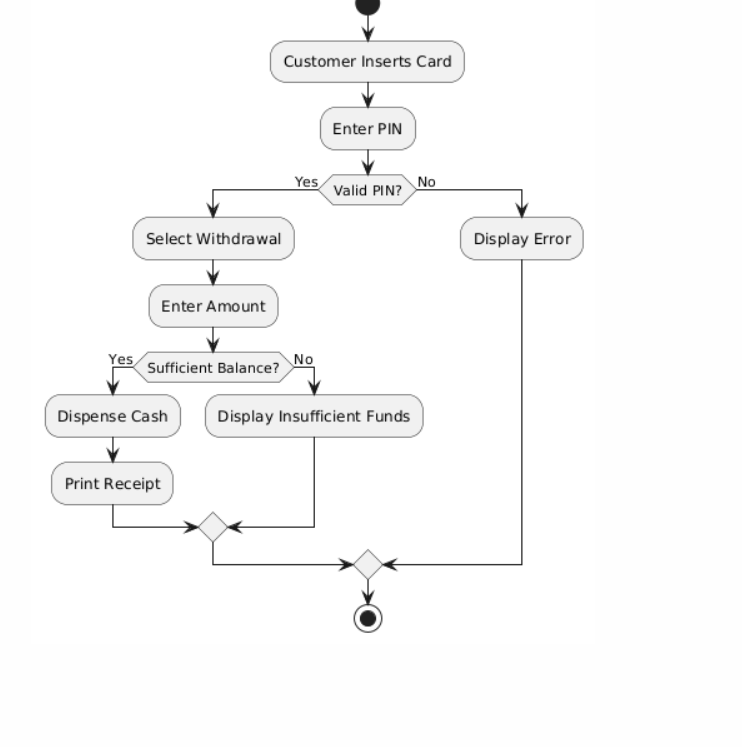 Customer Inserts Card
Enter PIN
Yes
Valid PIN?
No
Select Withdrawal
Display Error
Enter Amount
Yes
Sufficient Balance?
No
Dispense Cash
Display Insufficient Funds
Print Receipt